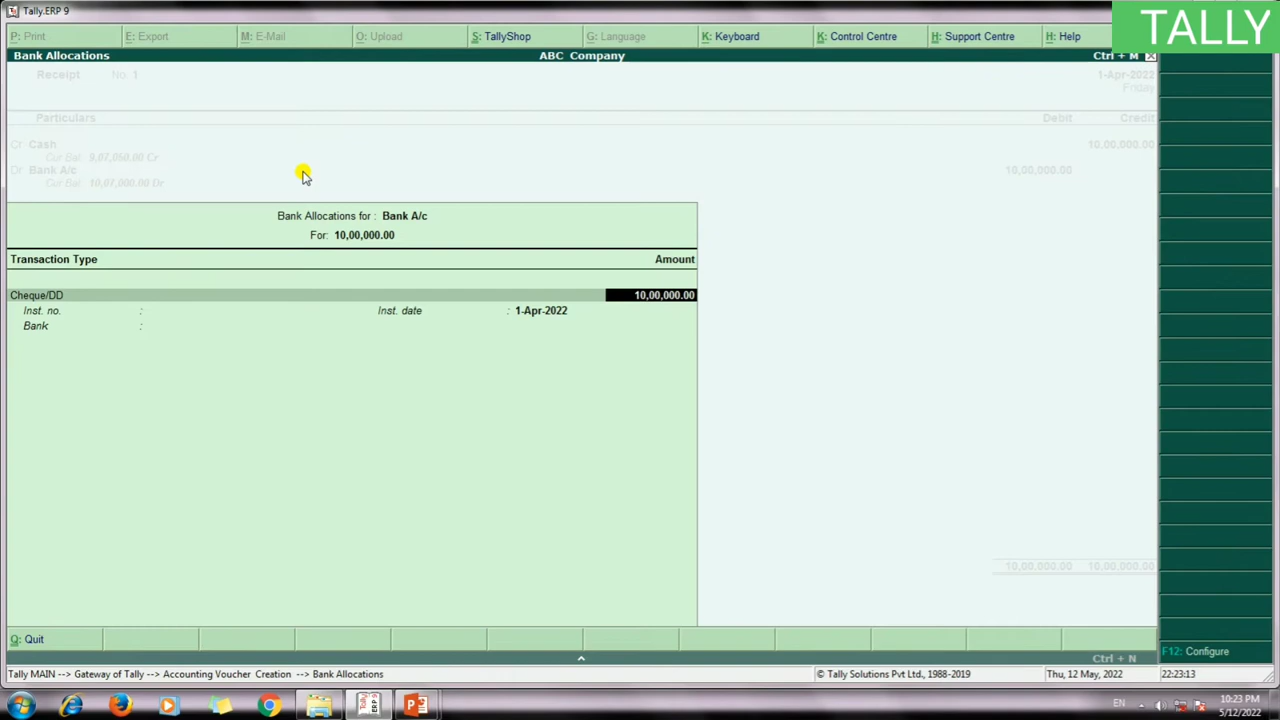 Tally.ERP 9
TALLY
P: Print E: Export M: E-Mail O: Upload S: TallyShop G: Language K: Keyboard K: Control Centre H: Support Centre H: Help
Bank Allocations ABC Company Ctrl + M
Receipt No. 1 1-Apr-2022
Friday
Particulars Debit Credit
Cr Cash 10,00,000.00
Cur Bal: 9,07,050.00 Cr
Dr Bank A/c 10,00,000.00
Cur Bal: 10,07,000.00 Dr
Bank Allocations for : Bank A/c
For: 10,00,000.00
Transaction Type Amount
Cheque/DD 10,00,000.00
Inst. no. : Inst. date : 1-Apr-2022
Bank :
10,00,000.00 10,00,000.00
Q: Quit
F12: Configure
Ctrl + N
Tally MAIN --> Gateway of Tally --> Accounting Voucher Creation --> Bank Allocations © Tally Solutions Pvt Ltd., 1988-2019 Thu, 12 May, 2022 22:23:13
EN 10:23 PM
5/12/2022